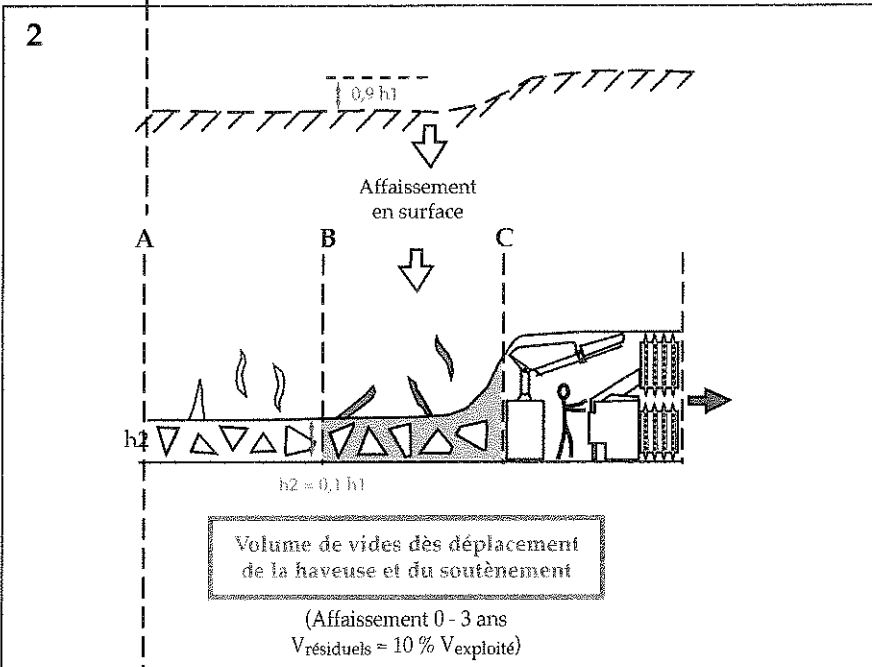 2
0,9 h1
Affaissement
en surface
A
B
C
h2
h2 = 0,1 h1
Volume de vides dès déplacement
de la haveuse et du soutènement
(Affaissement 0 - 3 ans
Vrésiduels = 10 % Vexploité)